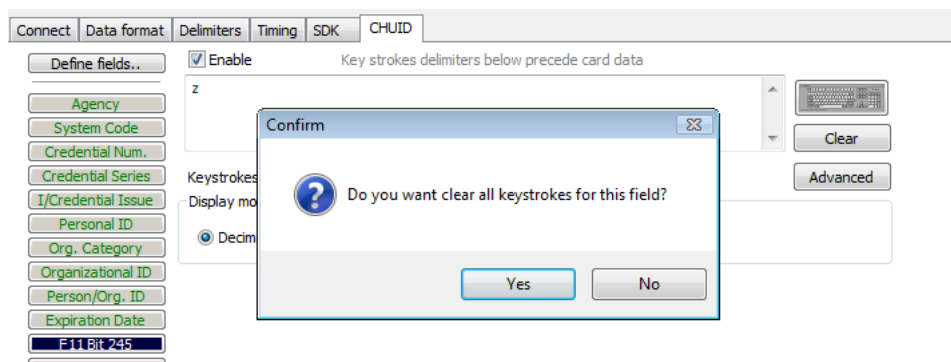 Connect Data format Delimiters Timing SDK CHUID
Define fields.. Enable Key strokes delimiters below precede card data
z
Agency
System Code
Credential Num.
Credential Series
I/Credential Issue
Personal ID
Org. Category
Organizational ID
Person/Org. ID
Expiration Date
F11 Bit 245
Clear
Advanced
Keystrokes
Display mo
Decim
Confirm
Do you want clear all keystrokes for this field?
Yes No